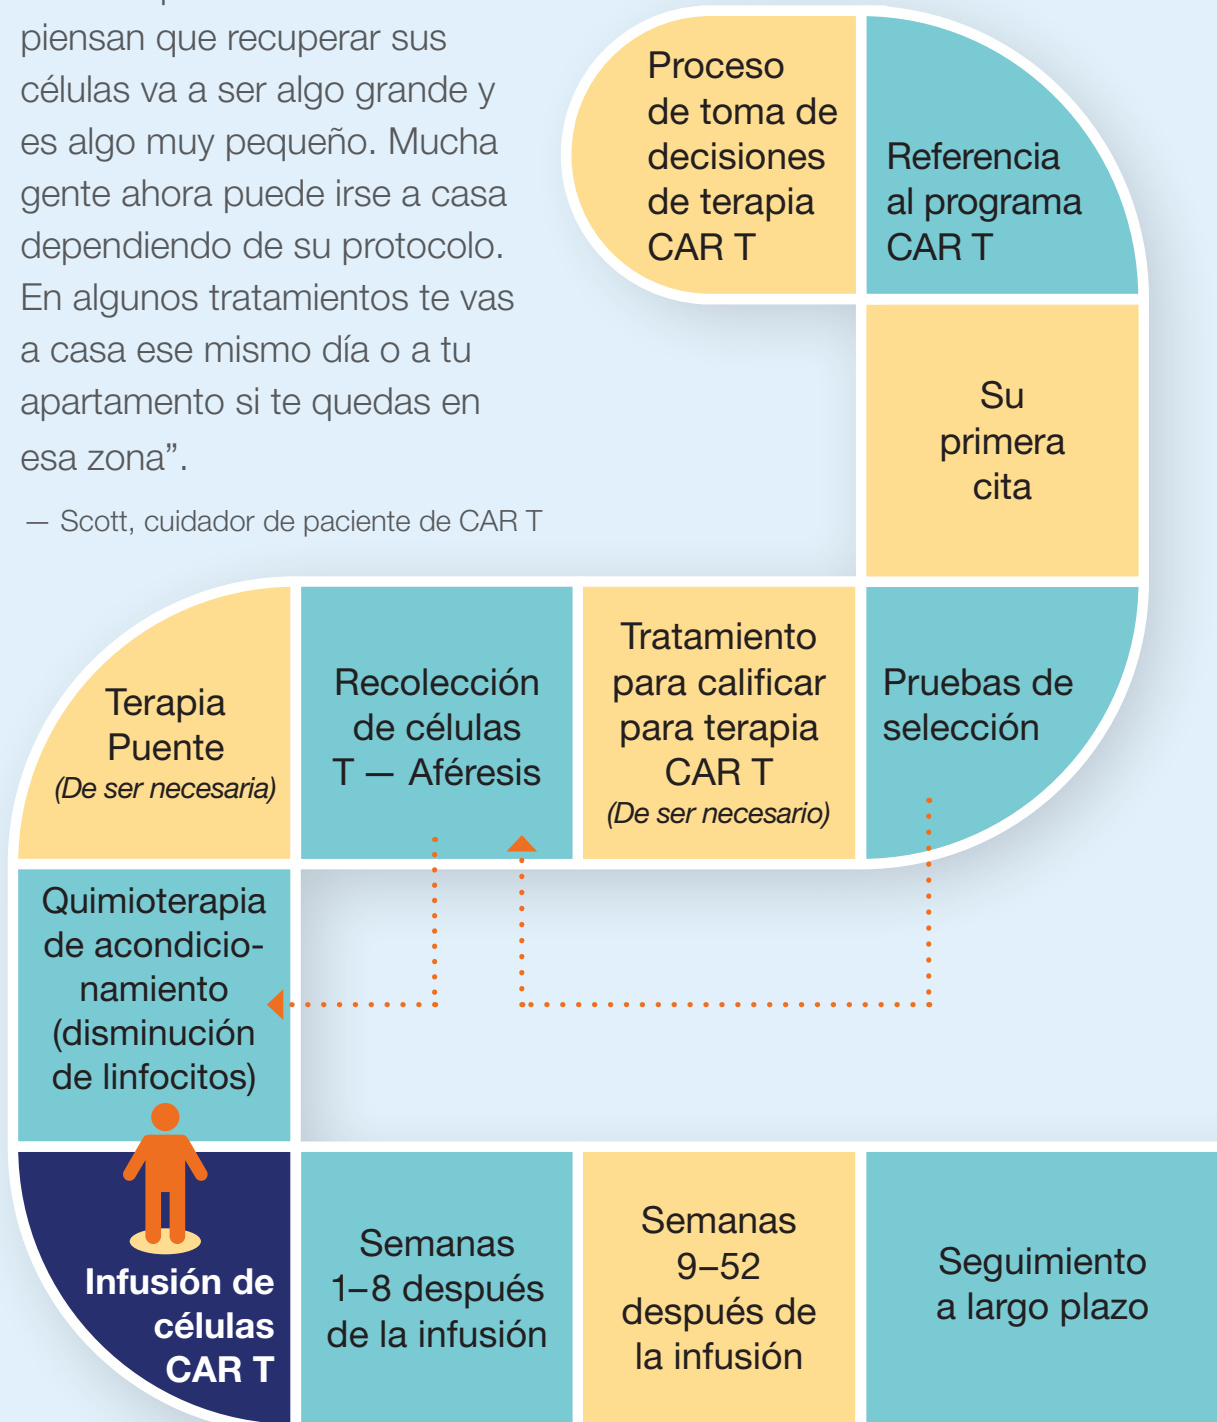 piensan que recuperar sus
células va a ser algo grande y
es algo muy pequeño. Mucha
gente ahora puede irse a casa
dependiendo de su protocolo.
En algunos tratamientos te vas
a casa ese mismo día o a tu
apartamento si te quedas en
esa zona”.
— Scott, cuidador de paciente de CAR T
Proceso
de toma de
decisiones
de terapia
CAR T
Referencia
al programa
CAR T
Su
primera
cita
Pruebas de
selección
Tratamiento
para calificar
para terapia
CAR T
(De ser necesario)
Recolección
de células
T — Aféresis
Terapia
Puente
(De ser necesaria)
Quimioterapia
de acondicio-
namiento
(disminución
de linfocitos)
Infusión de
células
CAR T
Semanas
1–8 después
de la infusión
Semanas
9–52
después de
la infusión
Seguimiento
a largo plazo